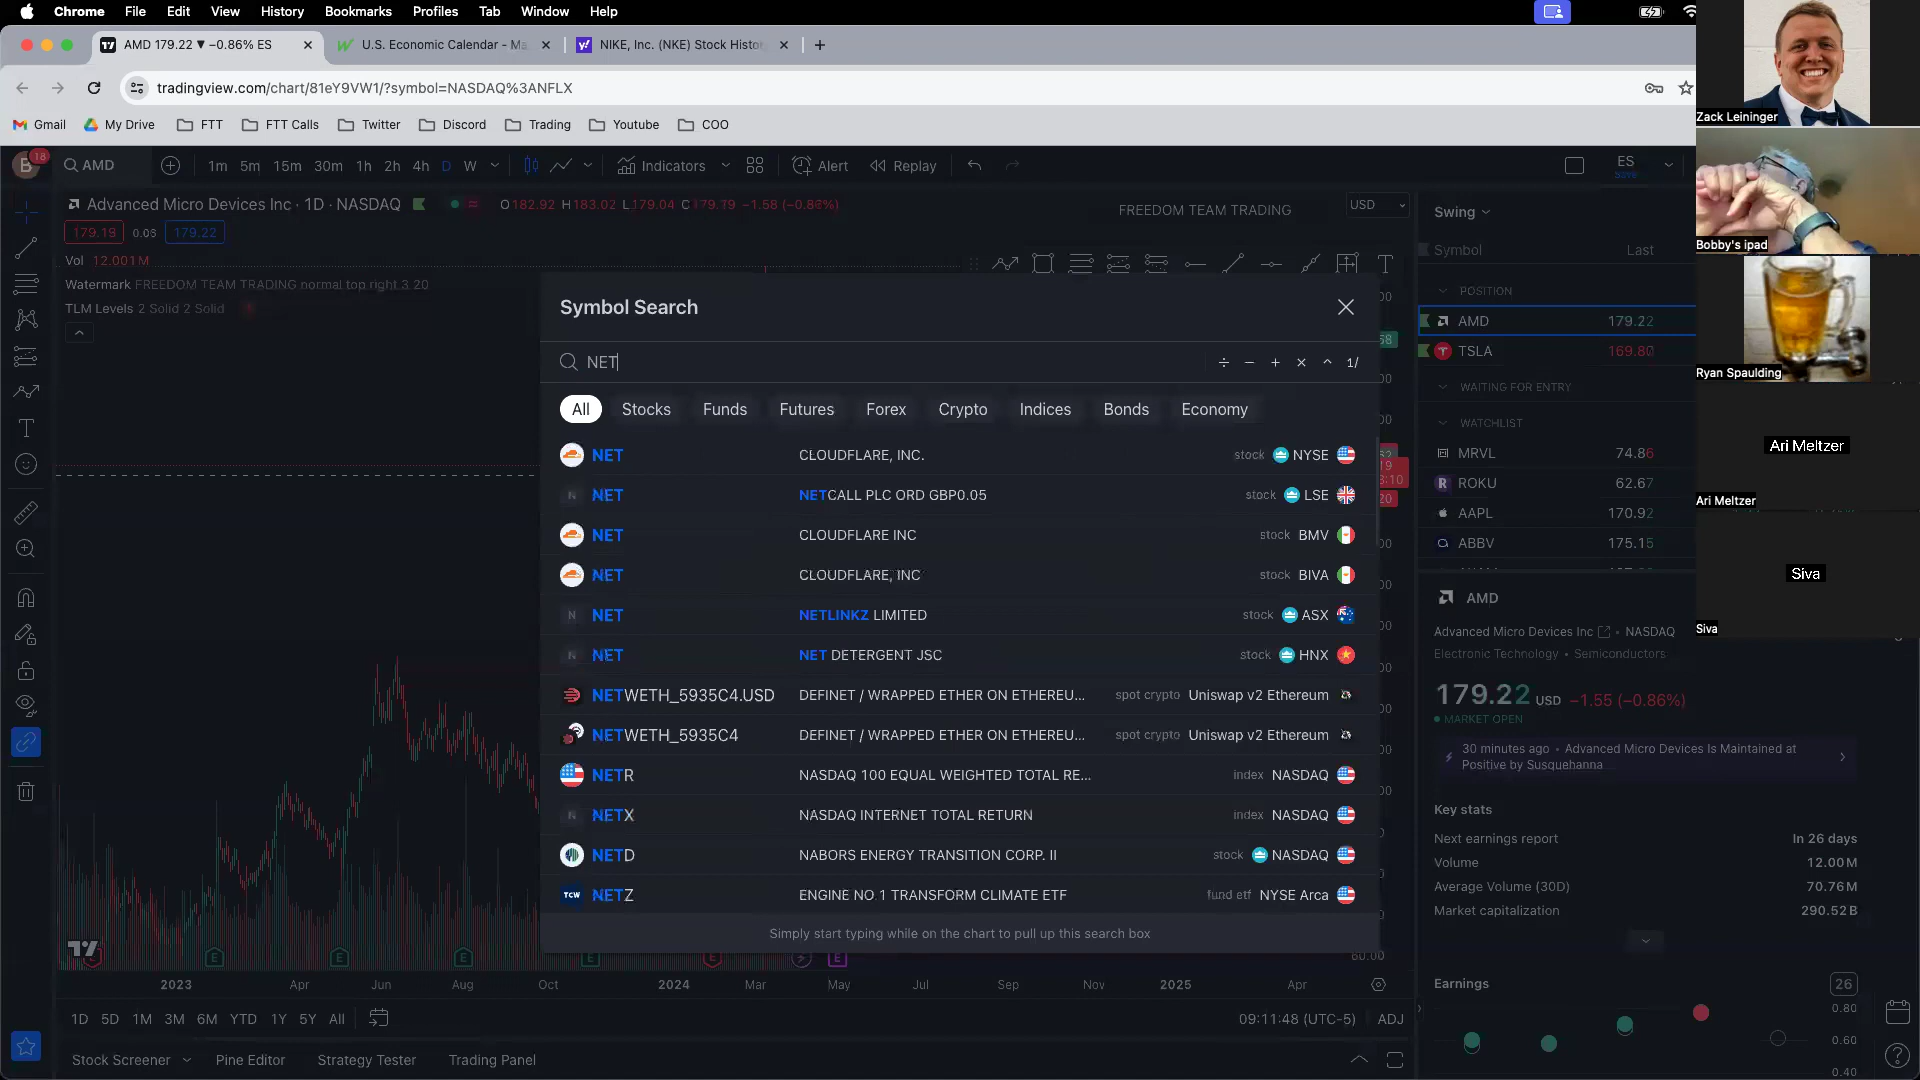 Chrome File Edit View History Bookmarks Profiles Tab Window Help
AMD 179.22 ▼ −0.86% ES
U.S. Economic Calendar - Ma
NIKE, Inc. (NKE) Stock Histo
tradingview.com/chart/81eY9VW1/?symbol=NASDAQ%3ANFLX
Gmail My Drive FTT FTT Calls Twitter Discord Trading Youtube COO
B 18 AMD 1m 5m 15m 30m 1h 2h 4h D W Indicators Alert Replay ES
Save
Advanced Micro Devices Inc · 1D · NASDAQ O182.92 H183.02 L179.04 C179.79 −1.58 (−0.86%)
FREEDOM TEAM TRADING
USD
179.19 0.03 179.22
Vol 12.001M
Watermark FREEDOM TEAM TRADING normal top right 3 20
TLM Levels 2 Solid 2 Solid
Symbol Search
NET
÷ − + × ^ 1/
All Stocks Funds Futures Forex Crypto Indices Bonds Economy
NET CLOUDFLARE, INC. stock NYSE
NET NETCALL PLC ORD GBP0.05 stock LSE
NET CLOUDFLARE INC stock BMV
NET CLOUDFLARE, INC stock BIVA
NET NETLINKZ LIMITED stock ASX
NET NET DETERGENT JSC stock HNX
NETWETH_5935C4.USD DEFINET / WRAPPED ETHER ON ETHEREU... spot crypto Uniswap v2 Ethereum
NETWETH_5935C4 DEFINET / WRAPPED ETHER ON ETHEREU... spot crypto Uniswap v2 Ethereum
NETR NASDAQ 100 EQUAL WEIGHTED TOTAL RE... index NASDAQ
NETX NASDAQ INTERNET TOTAL RETURN index NASDAQ
NETD NABORS ENERGY TRANSITION CORP. II stock NASDAQ
TCW NETZ ENGINE NO. 1 TRANSFORM CLIMATE ETF fund etf NYSE Arca
Simply start typing while on the chart to pull up this search box
60.00
2023 Apr Jun Aug Oct 2024 Mar May Jul Sep Nov 2025 Apr
1D 5D 1M 3M 6M YTD 1Y 5Y All
09:11:48 (UTC-5) ADJ
Stock Screener Pine Editor Strategy Tester Trading Panel
Swing
Symbol Last
POSITION
AMD 179.22
TSLA 169.80
WAITING FOR ENTRY
WATCHLIST
MRVL 74.86
ROKU 62.67
AAPL 170.92
ABBV 175.15
AMD
Advanced Micro Devices Inc • NASDAQ
Electronic Technology • Semiconductors
179.22 USD −1.55 (−0.86%)
MARKET OPEN
30 minutes ago • Advanced Micro Devices Is Maintained at
Positive by Susquehanna
Key stats
Next earnings report In 26 days
Volume 12.00M
Average Volume (30D) 70.76M
Market capitalization 290.52B
Earnings 26
0.80
0.60
0.40
Zack Leininger
Bobby's ipad
Ryan Spaulding
Ari Meltzer
Ari Meltzer
Siva
Siva